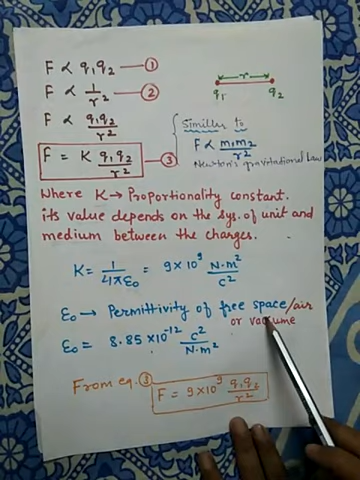 F ∝ q₁q₂ — ①
F ∝ 1/r² — ②
F ∝ q₁q₂/r²
F = K q₁q₂/r² — ③
r
q₁ q₂
Similler to
F ∝ m₁m₂/r²
Newton's gravitational Law
Where K → Proportionality constant.
its value depends on the sys. of unit and
medium between the charges.
K = 1/4πε₀ = 9×10⁹ N·m²/c²
ε₀ → Permittivity of free space/air
or vacuume
ε₀ = 8.85×10⁻¹² c²/N·m²
From eq. ③
F = 9×10⁹ q₁q₂/r²